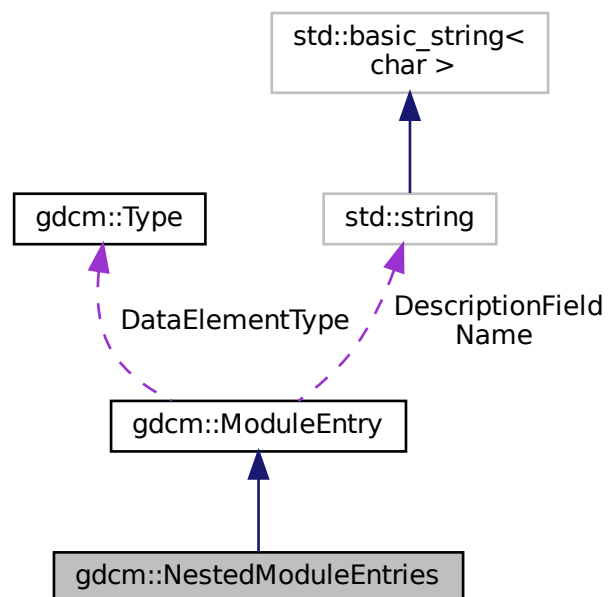 std::basic_string<
char >
gdcm::Type
std::string
DataElementType
DescriptionField
Name
gdcm::ModuleEntry
gdcm::NestedModuleEntries